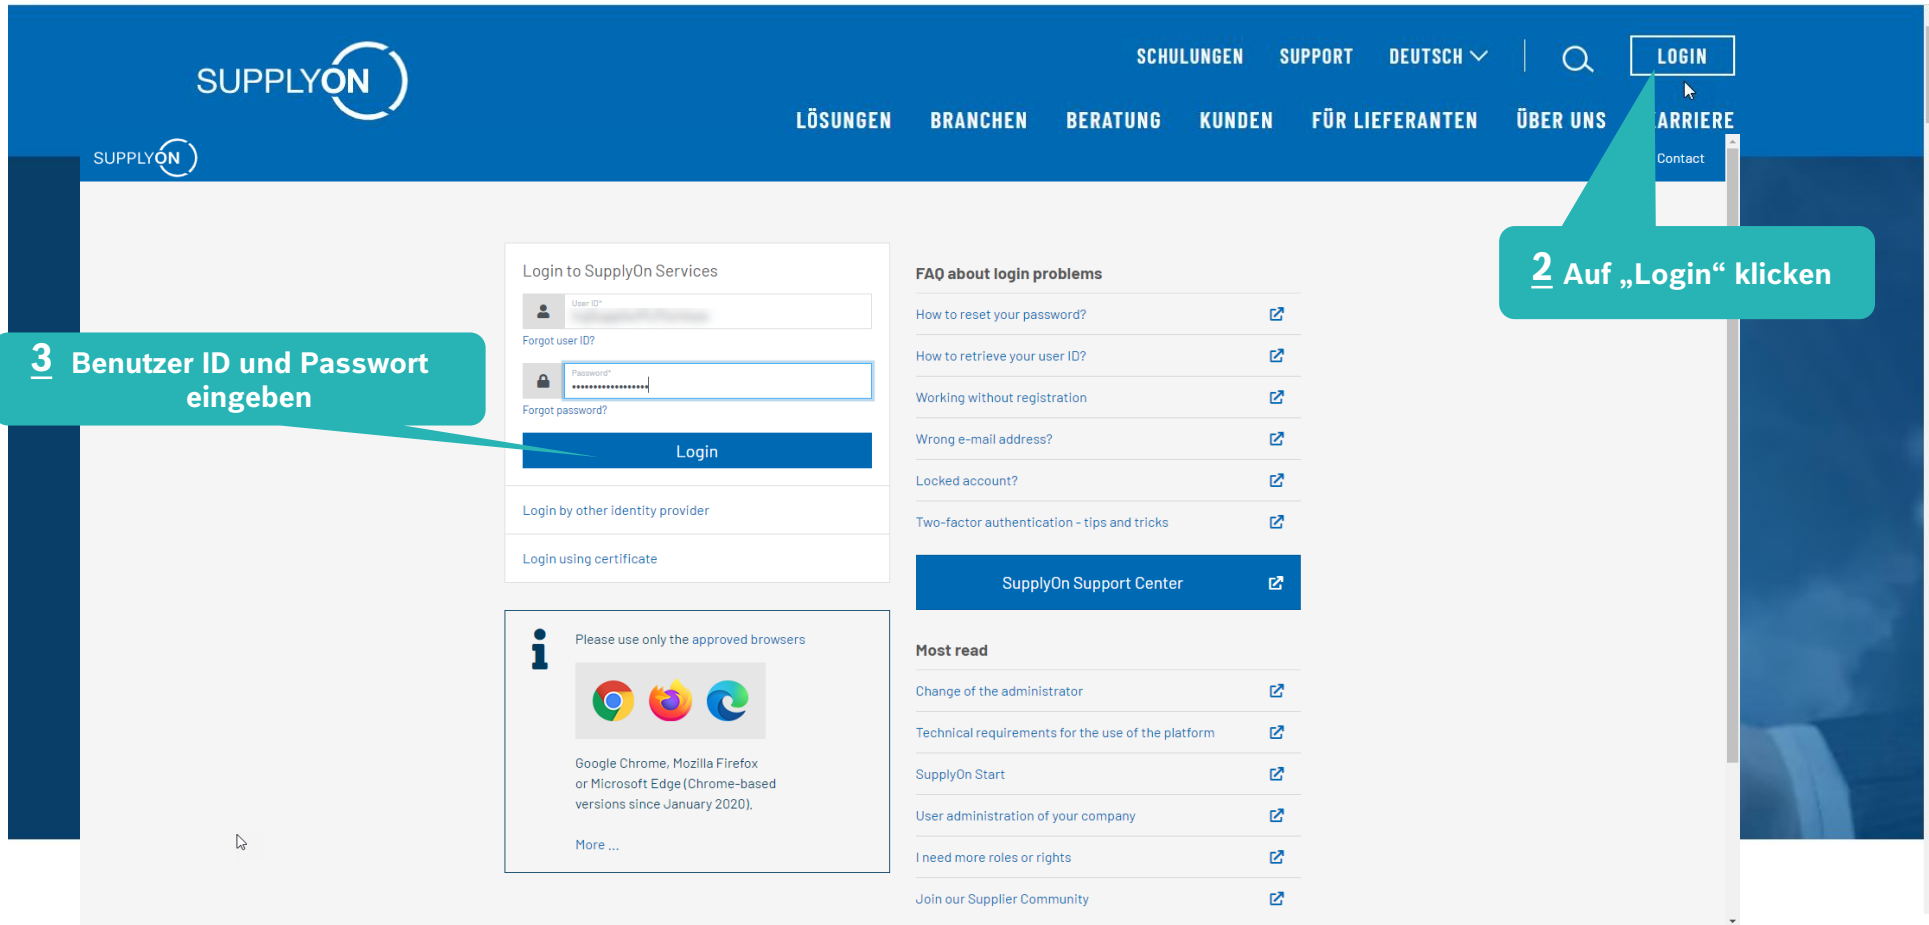 SUPPLYON
SCHULUNGEN SUPPORT DEUTSCH LOGIN
LÖSUNGEN BRANCHEN BERATUNG KUNDEN FÜR LIEFERANTEN ÜBER UNS ARRIERE
SUPPLYON
Contact
2 Auf „Login“ klicken
3 Benutzer ID und Passwort
eingeben
Login to SupplyOn Services
User ID*
Forgot user ID?
Password*
••••••••••••••••••
Forgot password?
Login
Login by other identity provider
Login using certificate
Please use only the approved browsers
Google Chrome, Mozilla Firefox
or Microsoft Edge (Chrome-based
versions since January 2020).
More ...
FAQ about login problems
How to reset your password?
How to retrieve your user ID?
Working without registration
Wrong e-mail address?
Locked account?
Two-factor authentication - tips and tricks
SupplyOn Support Center
Most read
Change of the administrator
Technical requirements for the use of the platform
SupplyOn Start
User administration of your company
I need more roles or rights
Join our Supplier Community